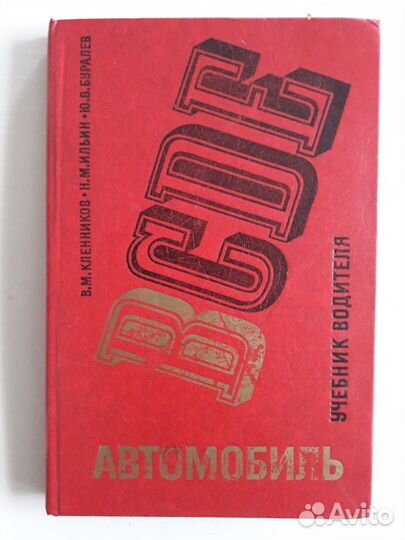 В.М.КЛЕННИКОВ • Н.М.ИЛЬИН • Ю.В.БУРАЛЕВ
BCDE
АВТОМОБИЛЬ
УЧЕБНИК ВОДИТЕЛЯ
Avito